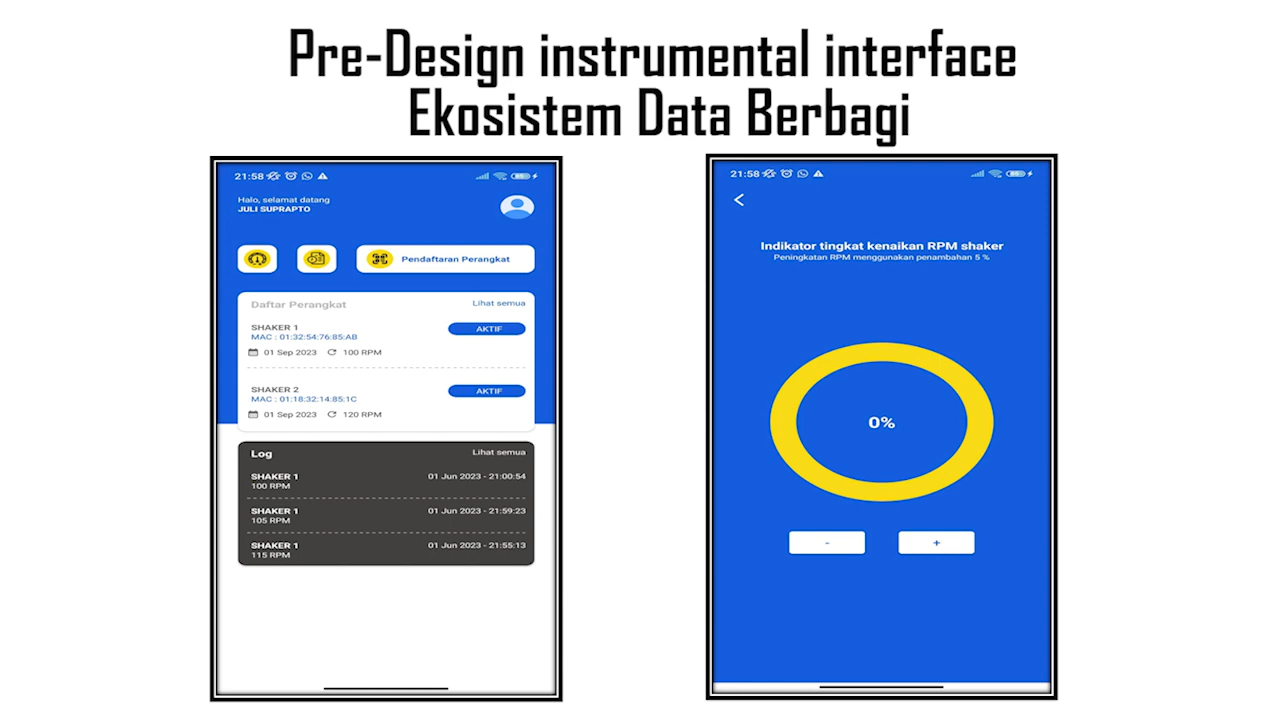 Pre-Design instrumental interface
Ekosistem Data Berbagi
21:58
85
Halo, selamat datang
JULI SUPRAPTO
Pendaftaran Perangkat
Daftar Perangkat
Lihat semua
SHAKER 1
AKTIF
MAC : 01:32:54:76:85:AB
01 Sep 2023 100 RPM
SHAKER 2
AKTIF
MAC : 01:18:32:14:85:1C
01 Sep 2023 120 RPM
Log
Lihat semua
SHAKER 1
01 Jun 2023 - 21:00:54
100 RPM
SHAKER 1
01 Jun 2023 - 21:59:23
105 RPM
SHAKER 1
01 Jun 2023 - 21:55:13
115 RPM
21:58
85
Indikator tingkat kenaikan RPM shaker
Peningkatan RPM menggunakan penambahan 5 %
0%
- +